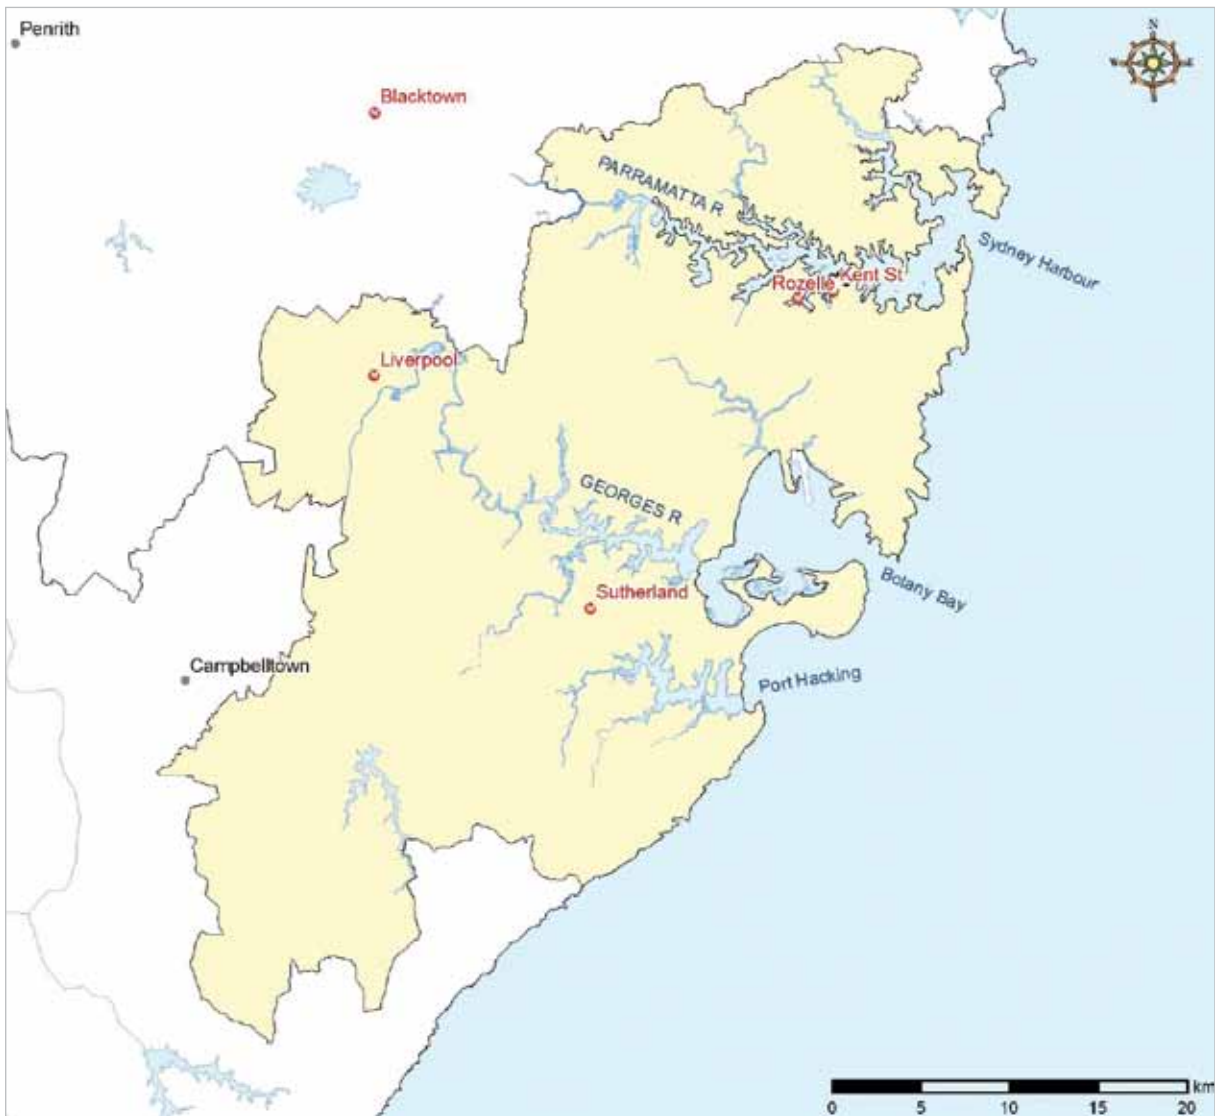 Penrith
N
Blacktown
PARRAMATTA R
Sydney Harbour
Rozelle
Kent St
Liverpool
GEORGES R
Botany Bay
Sutherland
Campbelltown
Port Hacking
km
0 5 10 15 20